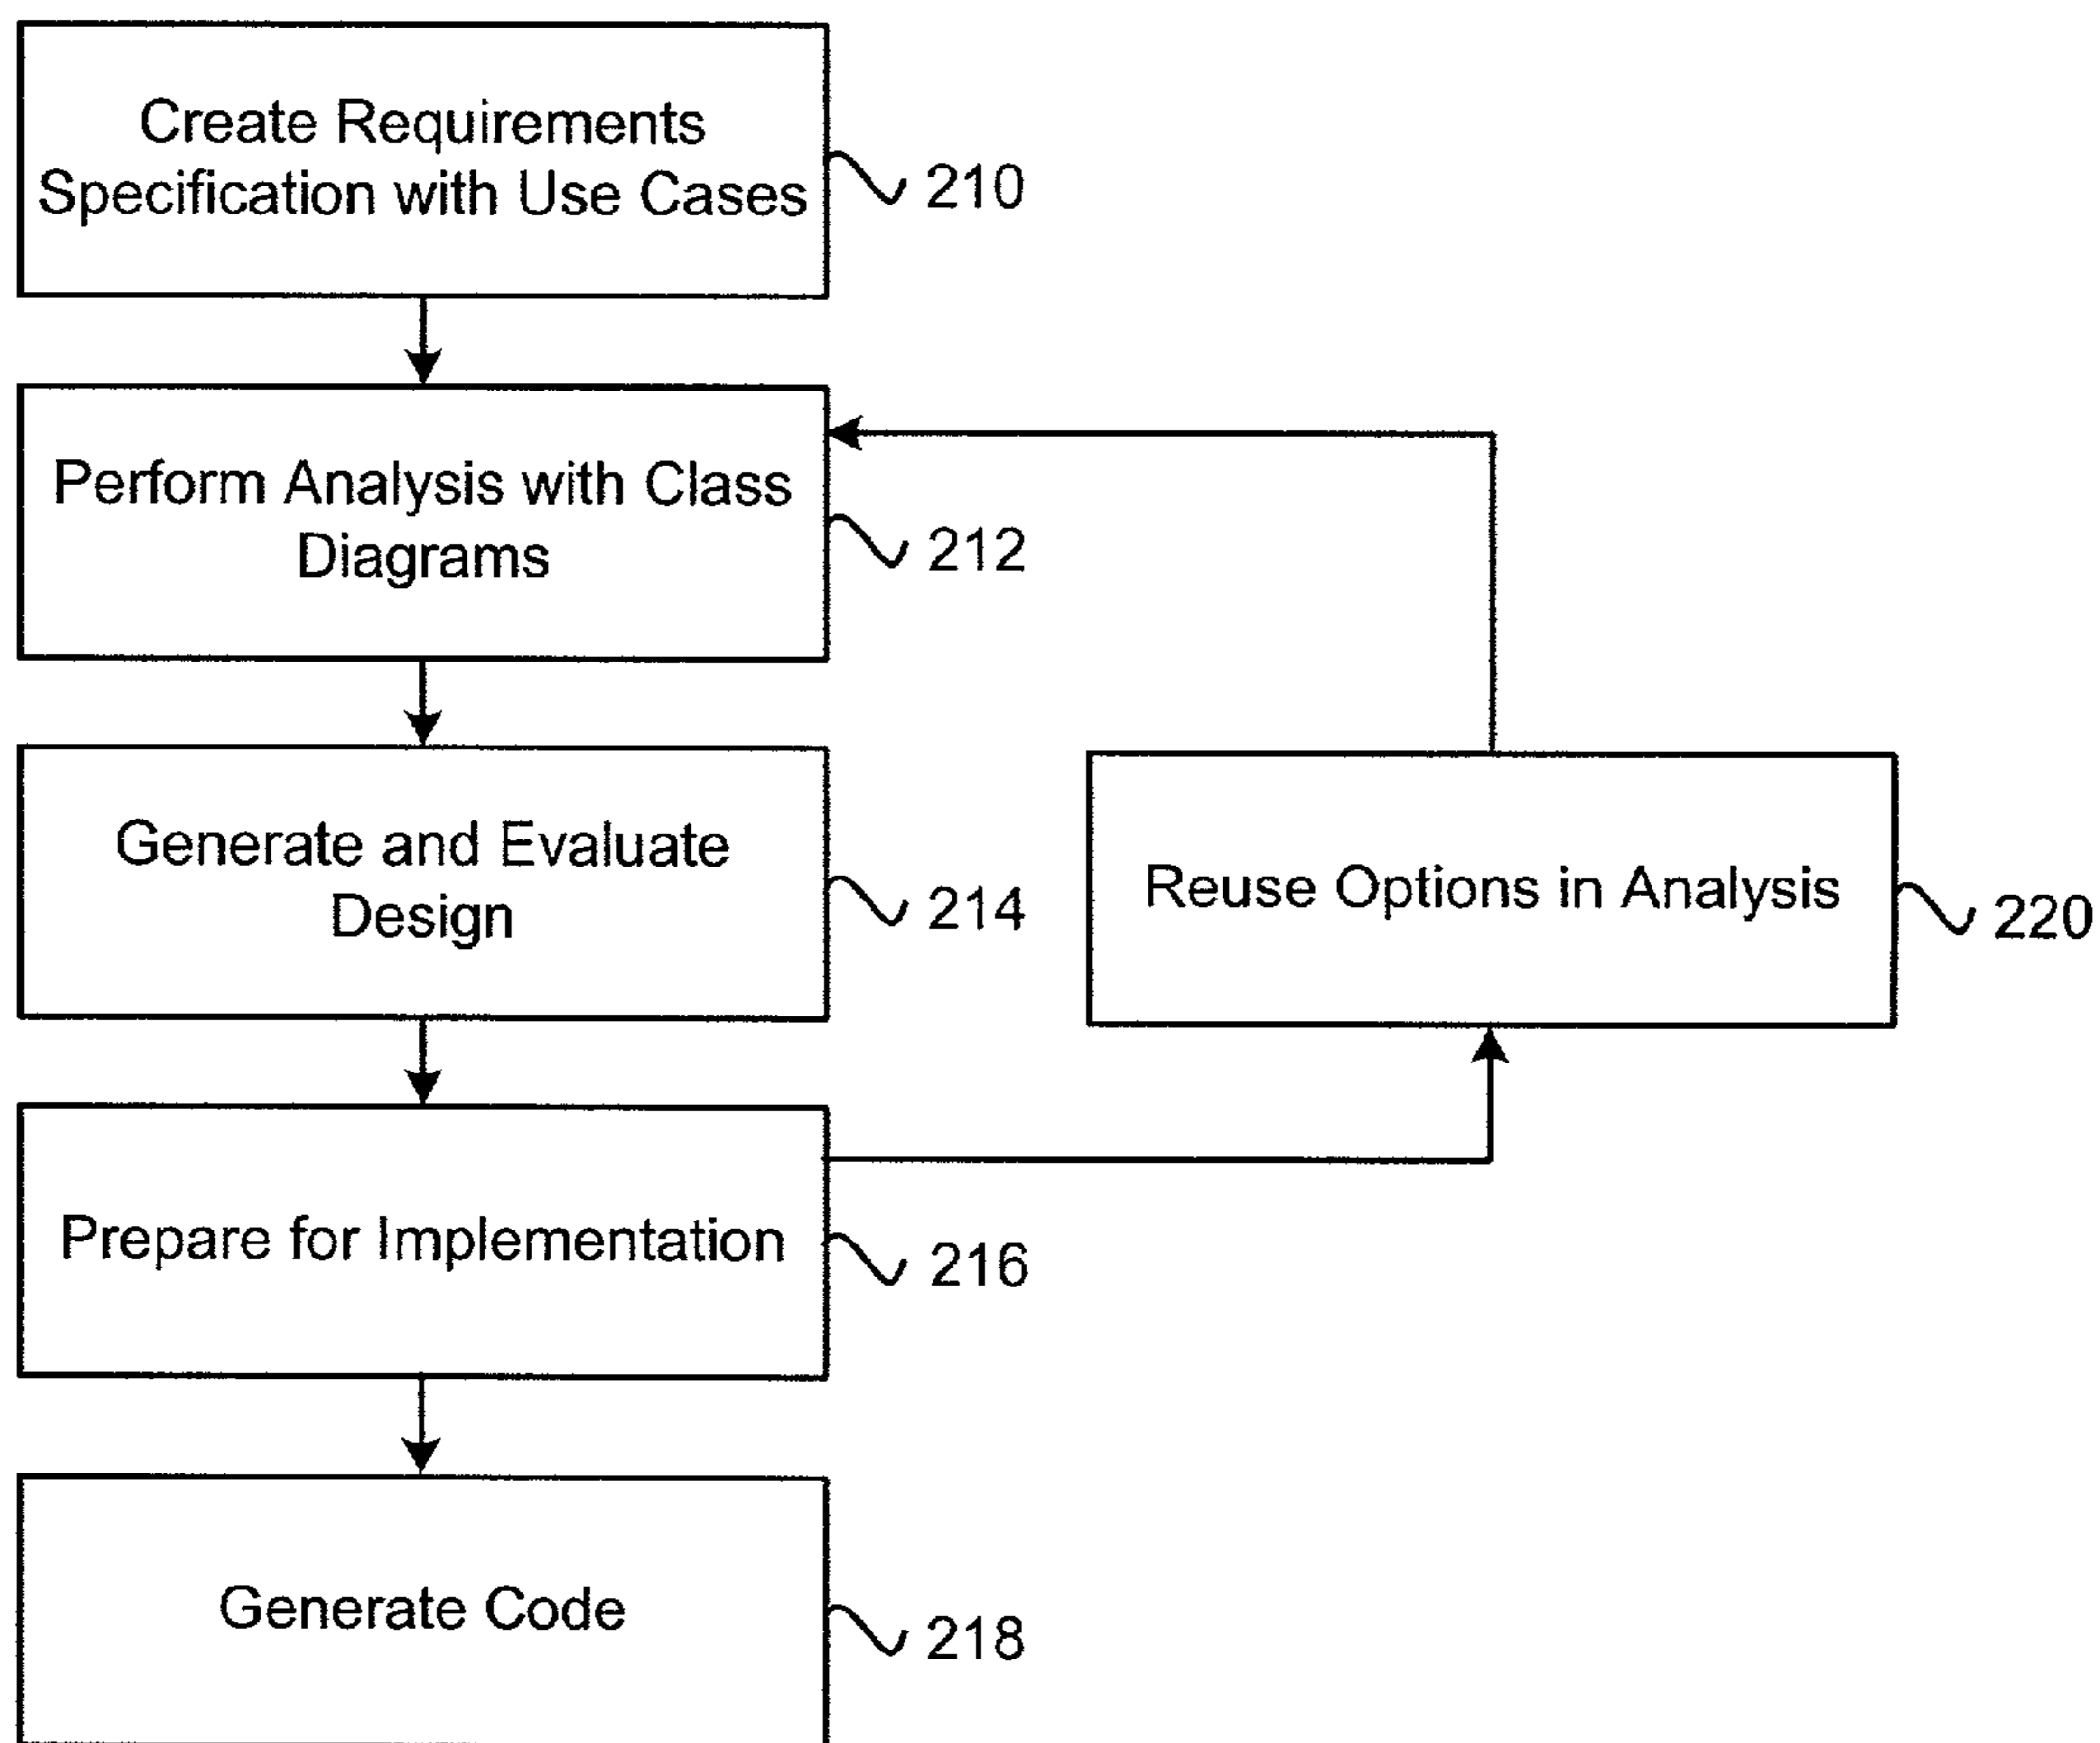 Create Requirements
Specification with Use Cases
210
Perform Analysis with Class
Diagrams
212
Generate and Evaluate
Design
214
Reuse Options in Analysis
220
Prepare for Implementation
216
Generate Code
218